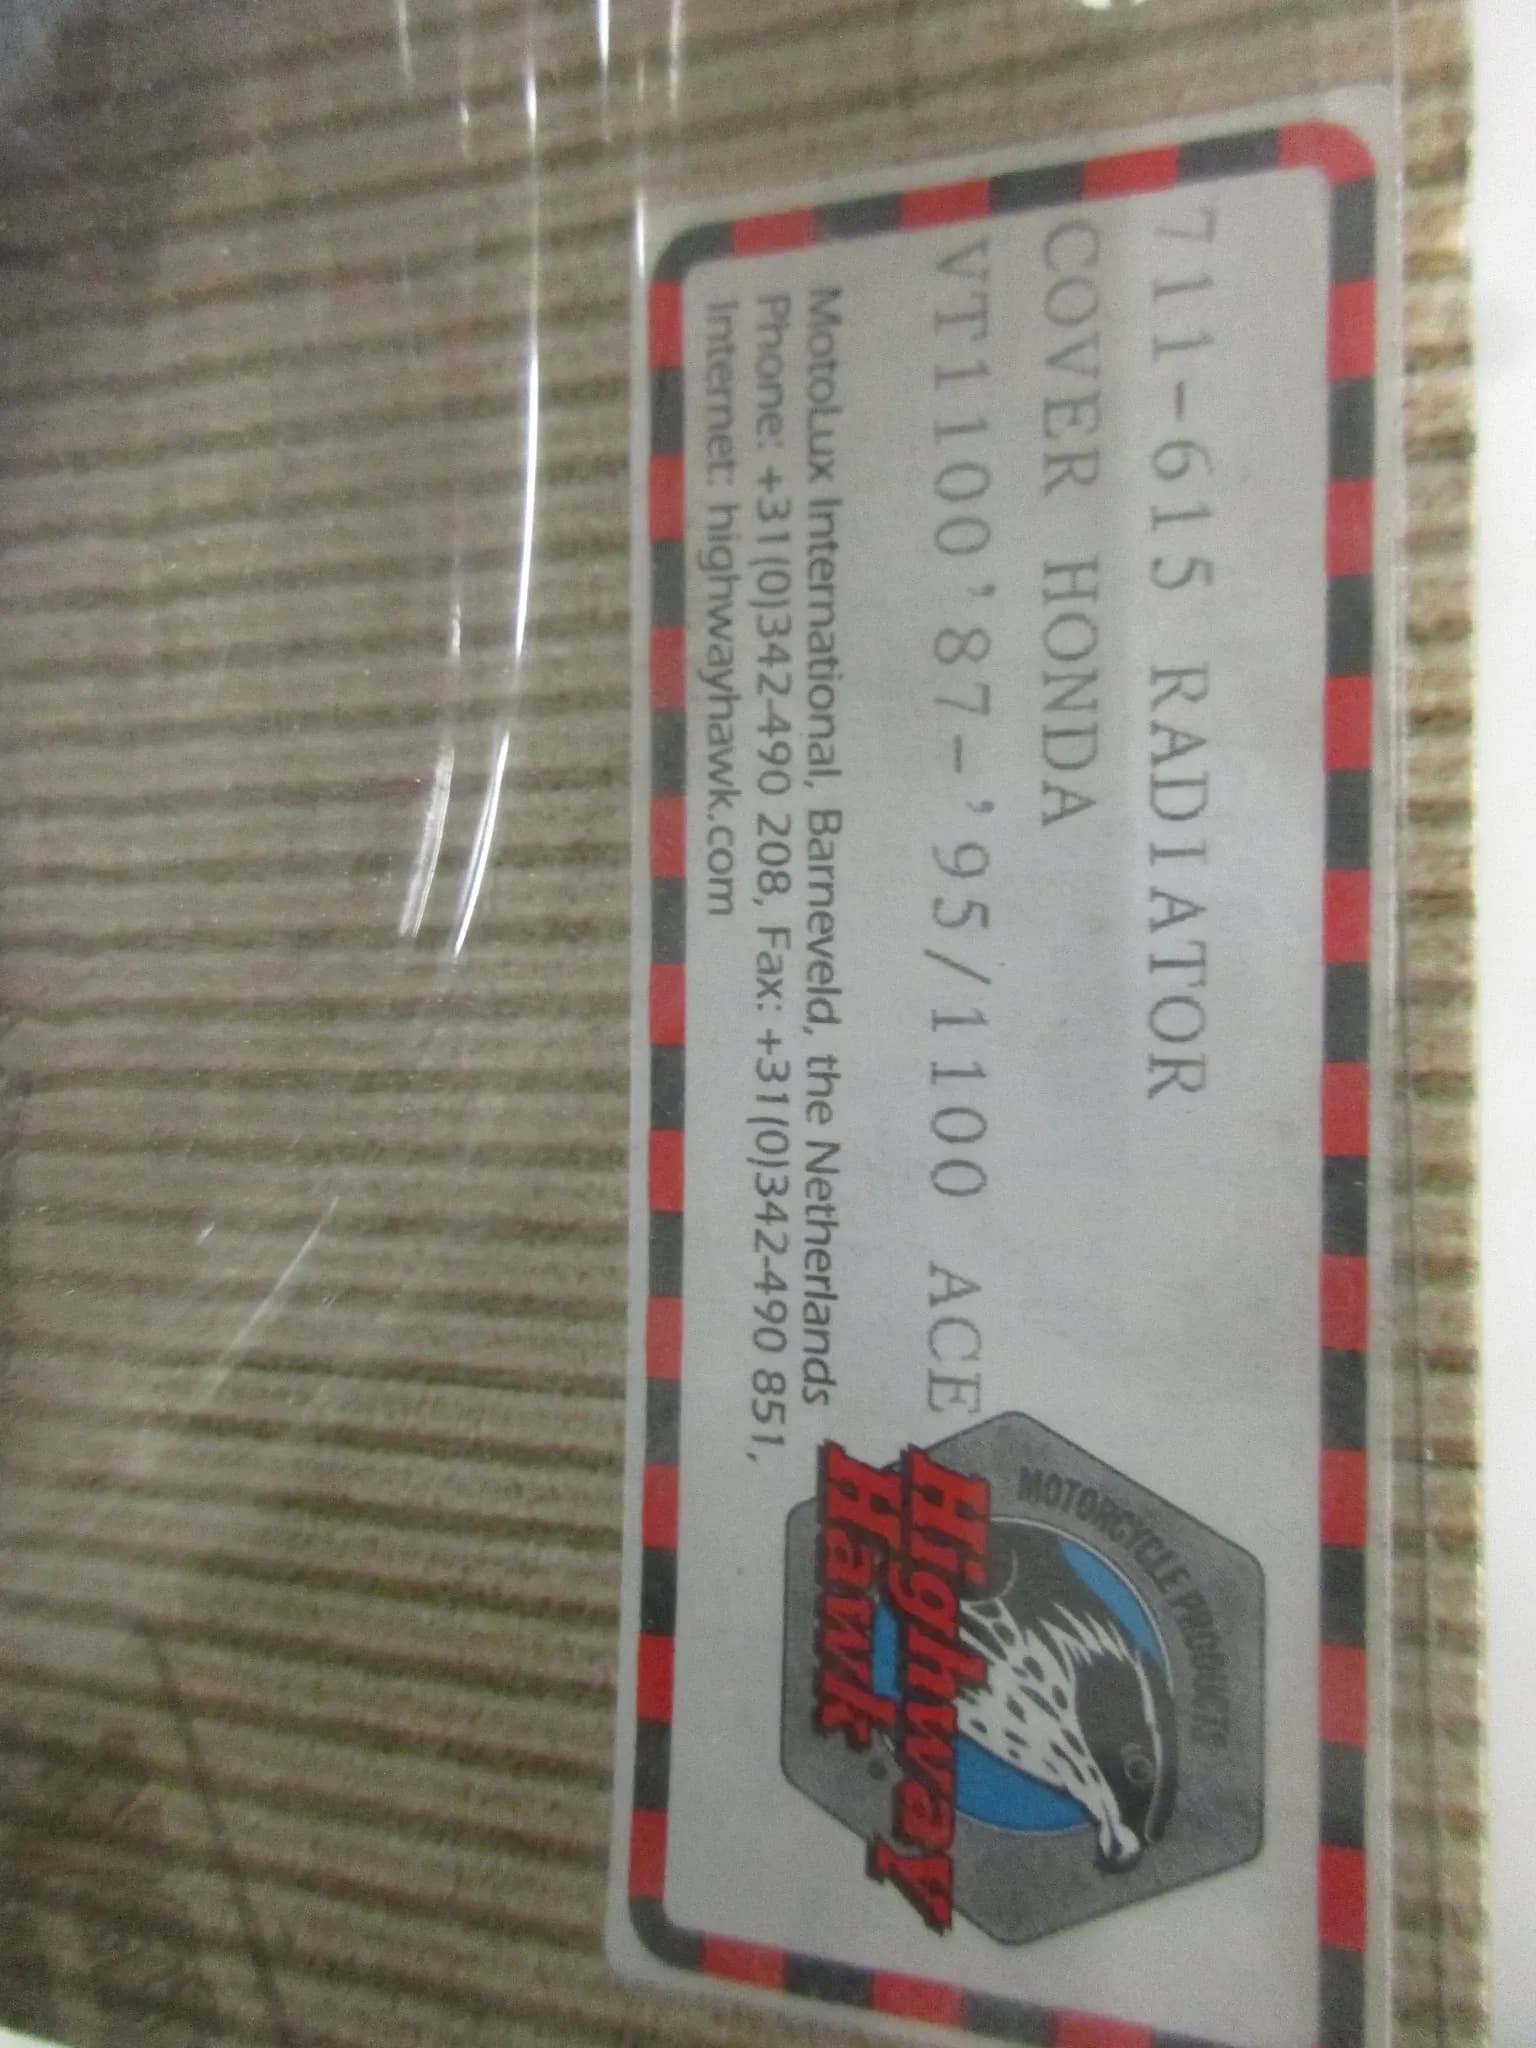 711-615 RADIATOR
COVER HONDA
VT1100'87-'95/1100 ACE
MotoLux International, Barneveld, the Netherlands
Phone: +31(0)342-490 208, Fax: +31(0)342-490 851,
Internet: highwayhawk.com
MOTORCYCLE PRODUCTS
Highway
Hawk